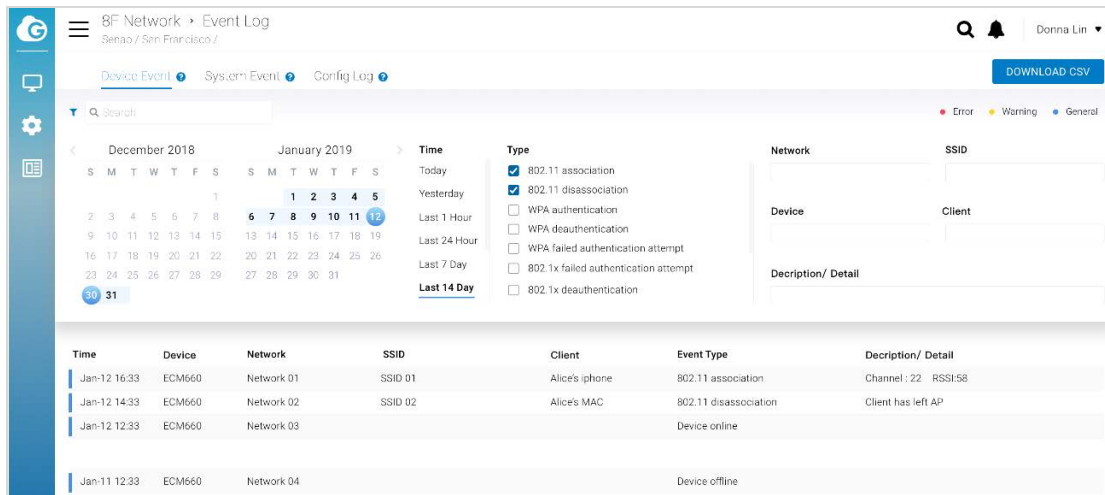 8F Network › Event Log
Senao / San Francisco /
Donna Lin
Device Event ? System Event ? Config Log ?
DOWNLOAD CSV
Search
Error Warning General
December 2018
S M T W T F S
1
2 3 4 5 6 7 8
9 10 11 12 13 14 15
16 17 18 19 20 21 22
23 24 25 26 27 28 29
30 31
January 2019
S M T W T F S
1 2 3 4 5
6 7 8 9 10 11 12
13 14 15 16 17 18 19
20 21 22 23 24 25 26
27 28 29 30 31
Time
Today
Yesterday
Last 1 Hour
Last 24 Hour
Last 7 Day
Last 14 Day
Type
802.11 association
802.11 disassociation
WPA authentication
WPA deauthentication
WPA failed authentication attempt
802.1x failed authentication attempt
802.1x deauthentication
Network SSID
Device Client
Decription/ Detail
Time Device Network SSID Client Event Type Decription/ Detail
Jan-12 16:33 ECM660 Network 01 SSID 01 Alice's iphone 802.11 association Channel : 22 RSSI:58
Jan-12 14:33 ECM660 Network 02 SSID 02 Alice's MAC 802.11 disassociation Client has left AP
Jan-12 12:33 ECM660 Network 03 Device online
Jan-11 12:33 ECM660 Network 04 Device offline